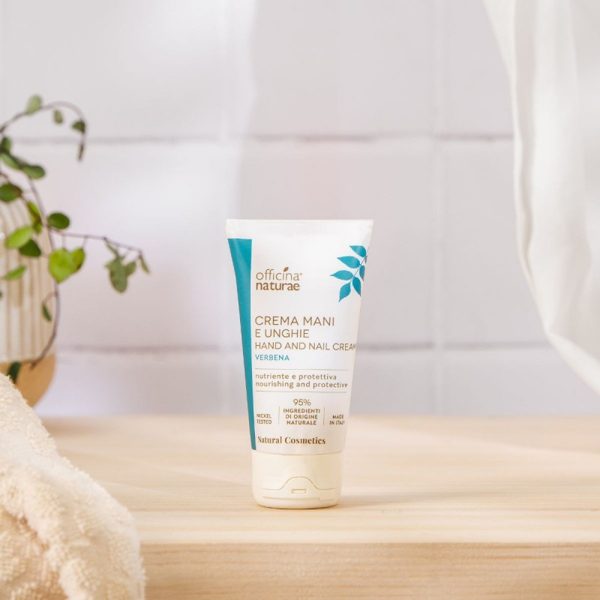 officina
naturae
CREMA MANI
E UNGHIE
HAND AND NAIL CREAM
VERBENA
nutriente e protettiva
nourishing and protective
95%
NICKEL
TESTED
INGREDIENTI
DI ORIGINE
NATURALE
MADE
IN ITALY
Natural Cosmetics